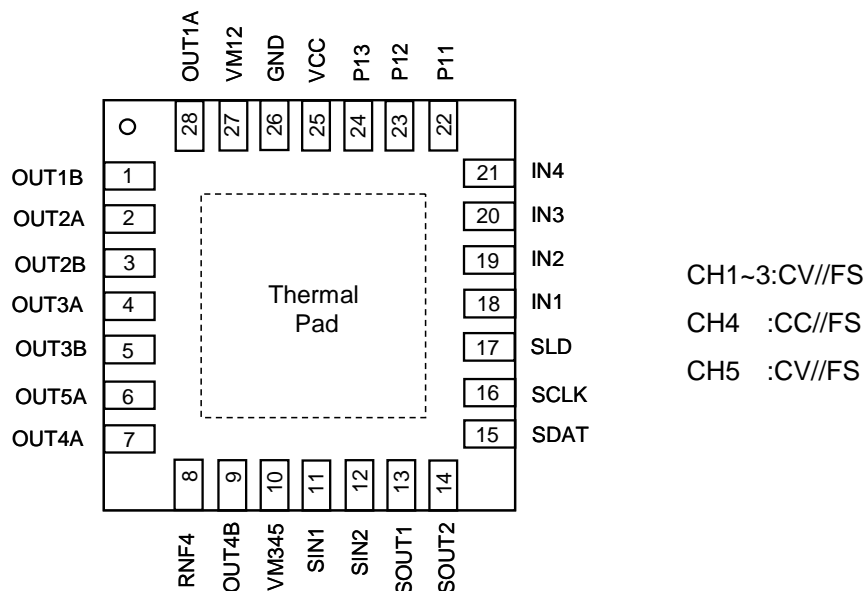 OUT1A VM12 GND VCC P13 P12 P11
28 27 26 25 24 23 22
OUT1B 1
OUT2A 2
OUT2B 3
OUT3A 4
OUT3B 5
OUT5A 6
OUT4A 7
Thermal
Pad
21 IN4
20 IN3
19 IN2
18 IN1
17 SLD
16 SCLK
15 SDAT
8 9 10 11 12 13 14
RNF4 OUT4B VM345 SIN1 SIN2 SOUT1 SOUT2
CH1~3:CV//FS
CH4 :CC//FS
CH5 :CV//FS